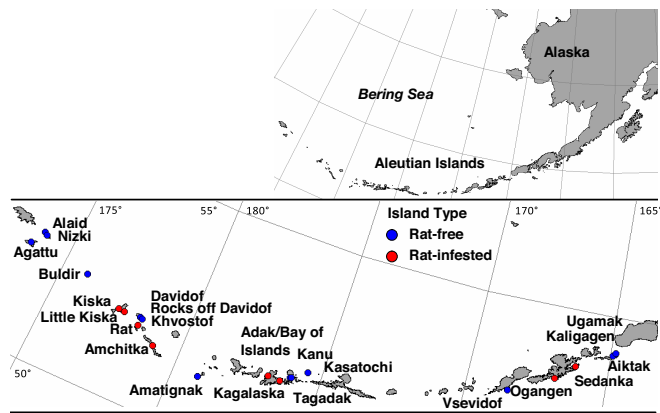 Alaska
Bering Sea
Aleutian Islands
175°
55°
180°
170°
165°
Island Type
Rat-free
Rat-infested
Alaid
Nizki
Agattu
Buldir
Kiska
Little Kiska
Rat
Amchitka
Davidof
Rocks off Davidof
Khvostof
50°
Amatignak
Adak/Bay of
Islands
Kagalaska
Kanu
Kasatochi
Tagadak
Ugamak
Kaligagen
Aiktak
Sedanka
Ogangen
Vsevidof